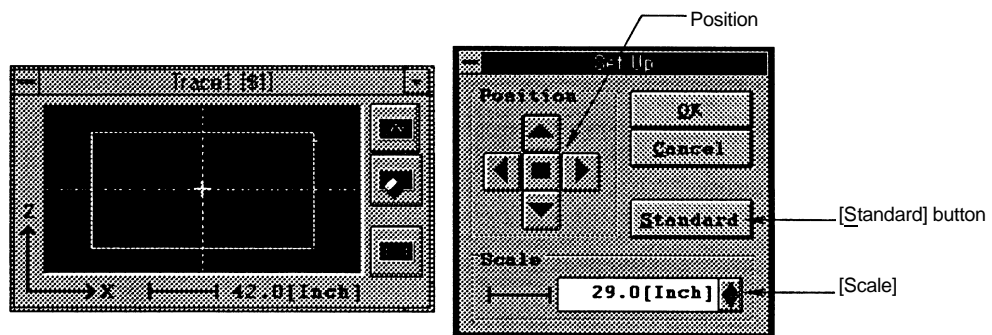 Position
Trace1 [$1]
Z
X
42.0[Inch]
Set Up
Position
OK
Cancel
Standard
Scale
29.0[Inch]
[Standard] button
[Scale]